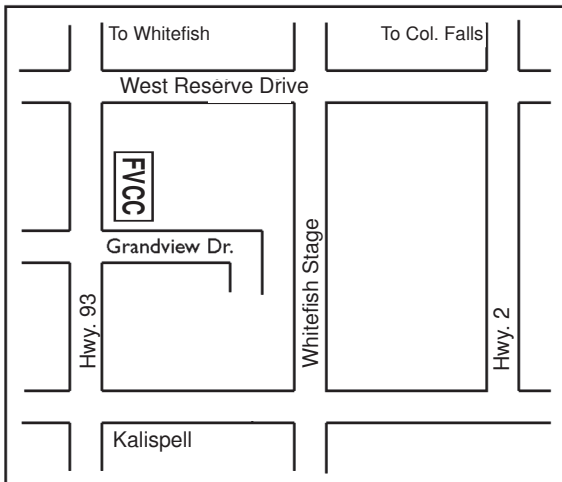 To Whitefish
To Col. Falls
West Reserve Drive
FVCC
Grandview Dr.
Hwy. 93
Whitefish Stage
Hwy. 2
Kalispell